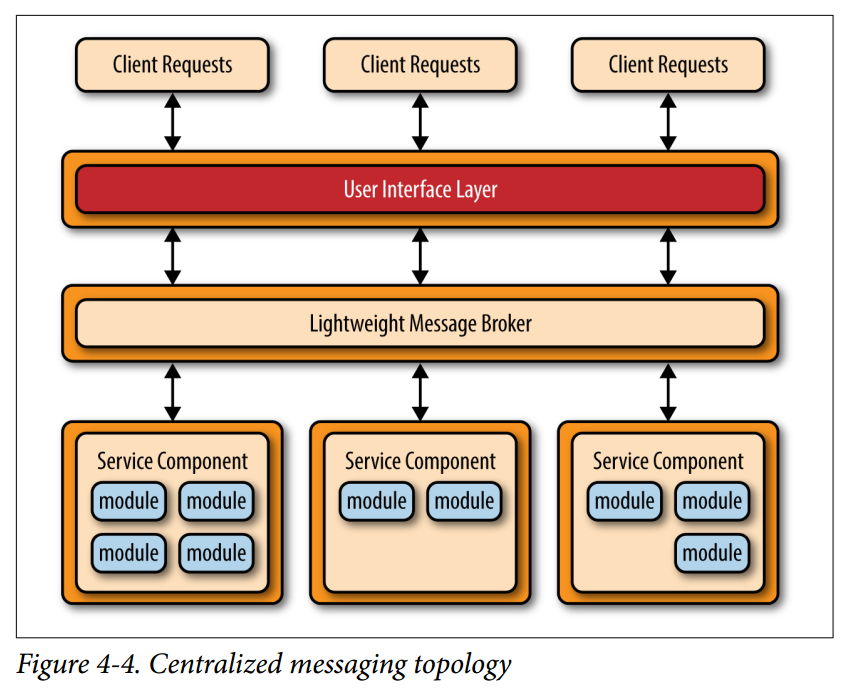 Client Requests
Client Requests
Client Requests
User Interface Layer
Lightweight Message Broker
Service Component
module module
module module
Service Component
module module
Service Component
module module
module
Figure 4-4. Centralized messaging topology